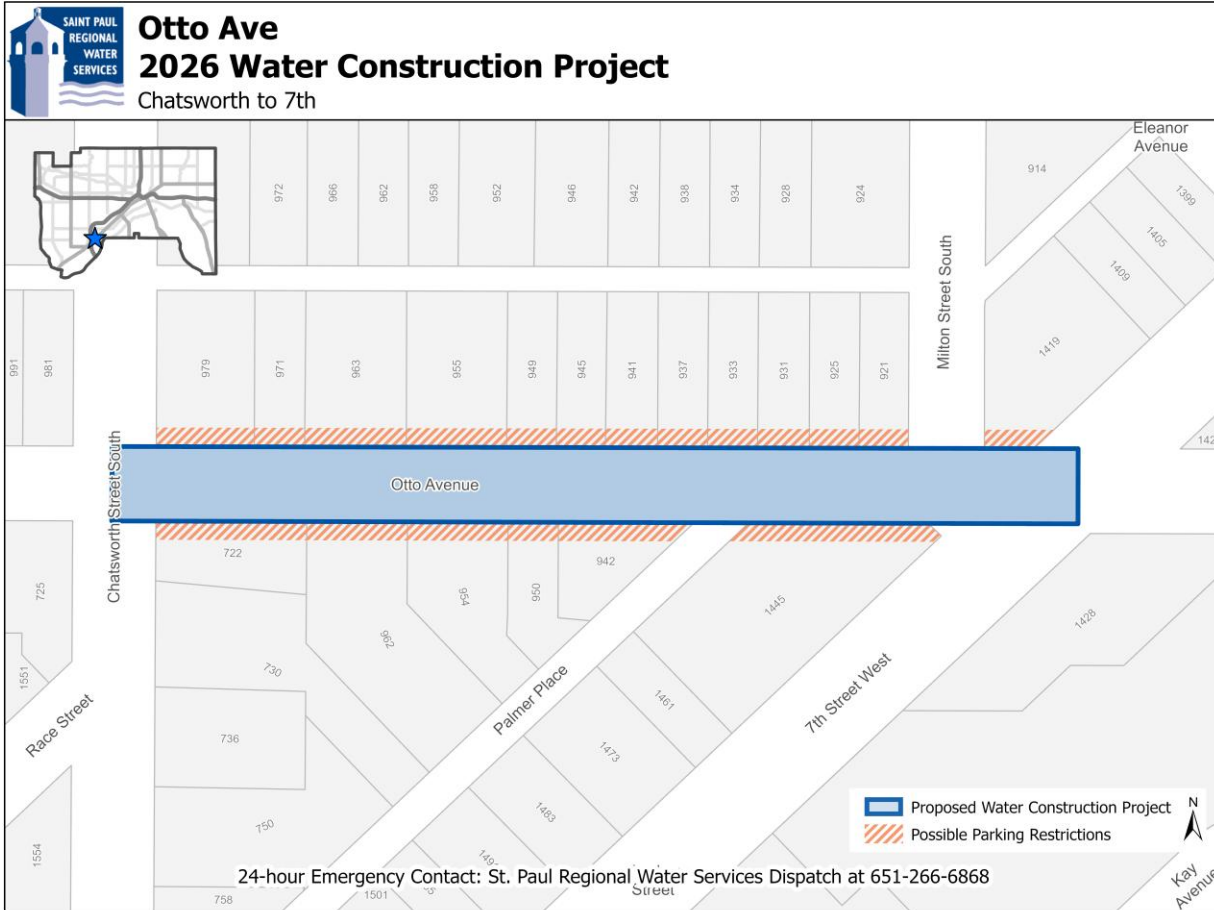 SAINT PAUL
REGIONAL
WATER
SERVICES
Otto Ave
2026 Water Construction Project
Chatsworth to 7th
Eleanor
Avenue
972
966
962
958
952
946
942
938
934
928
924
914
1399
1405
1409
1419
Milton Street South
991
981
979
971
963
955
949
945
941
937
933
931
925
921
142
Chatsworth Street South
Otto Avenue
722
942
950
954
962
725
1551
730
1445
1428
Race Street
Palmer Place
7th Street West
1461
1473
736
1483
750
1554
758
1501
Proposed Water Construction Project
Possible Parking Restrictions
N
24-hour Emergency Contact: St. Paul Regional Water Services Dispatch at 651-266-6868
Street
Kay
Avenue